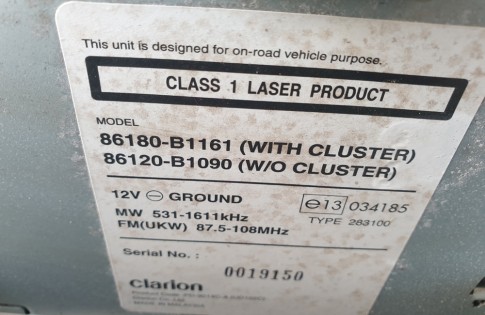 This unit is designed for on-road vehicle purpose.
CLASS 1 LASER PRODUCT
MODEL
86180-B1161 (WITH CLUSTER)
86120-B1090 (W/O CLUSTER)
12V ⊖ GROUND
MW 531-1611kHz
FM(UKW) 87.5-108MHz
e13 034185
TYPE 283100
Serial No. :
0019150
Clarion